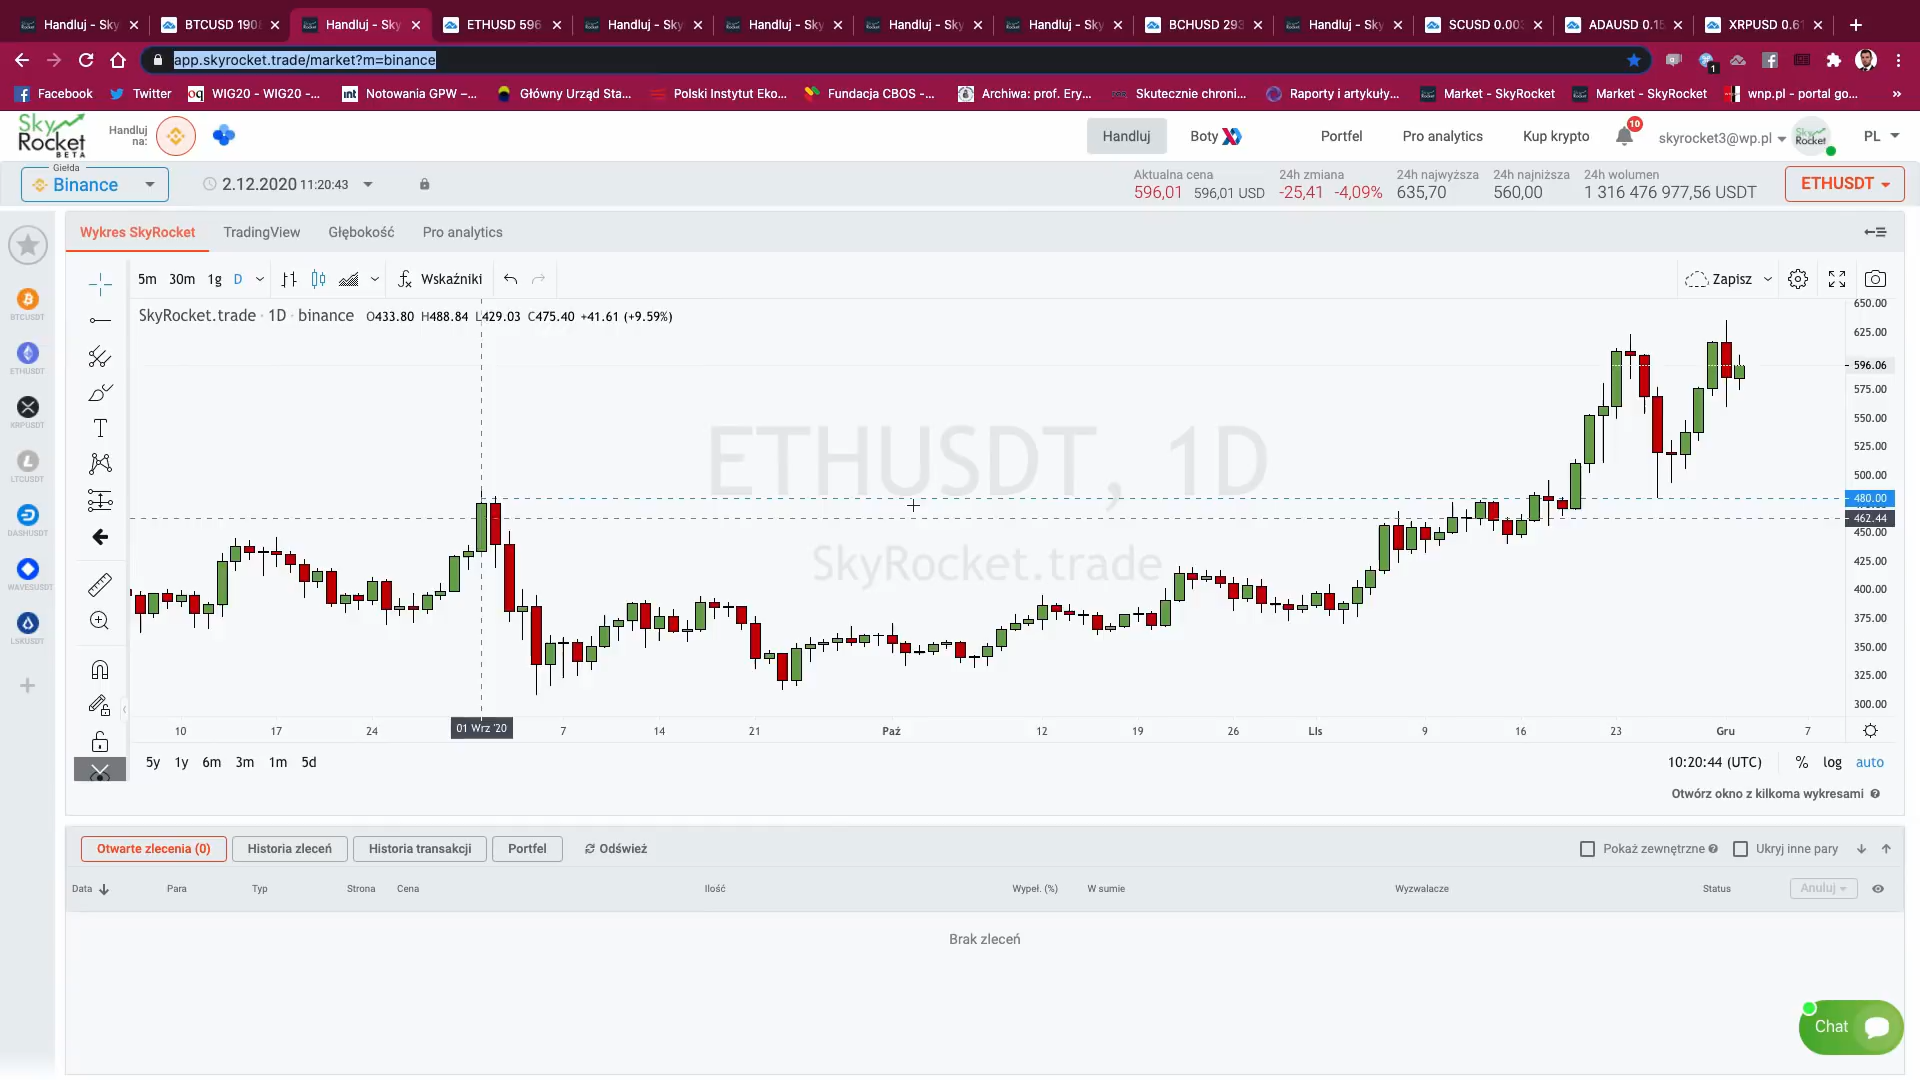 Handluj - Sky
BTCUSD 190
Handluj - Sky
ETHUSD 596
Handluj - Sky
Handluj - Sky
Handluj - Sky
Handluj - Sky
BCHUSD 293
Handluj - Sky
SCUSD 0.003
ADAUSD 0.15
XRPUSD 0.61
app.skyrocket.trade/market?m=binance
1
Facebook
Twitter
WIG20 - WIG20 -...
Notowania GPW –...
Główny Urząd Sta...
Polski Instytut Eko...
Fundacja CBOS -...
Archiwa: prof. Ery...
Skutecznie chroni...
Raporty i artykuły...
Market - SkyRocket
Market - SkyRocket
wnp.pl - portal go...
Sky Rocket BETA
Handluj na:
Handluj
Boty
Portfel
Pro analytics
Kup krypto
10
skyrocket3@wp.pl
PL
Giełda
Binance
2.12.2020 11:20:43
Aktualna cena
596,01 596,01 USD
24h zmiana
-25,41 -4,09%
24h najwyższa
635,70
24h najniższa
560,00
24h wolumen
1 316 476 977,56 USDT
ETHUSDT
Wykres SkyRocket
TradingView
Głębokość
Pro analytics
BTCUSDT
ETHUSDT
XRPUSDT
LTCUSDT
DASHUSDT
WAVESUSDT
LSKUSDT
5m 30m 1g D
Wskaźniki
Zapisz
SkyRocket.trade · 1D · binance O433.80 H488.84 L429.03 C475.40 +41.61 (+9.59%)
ETHUSDT, 1D
SkyRocket.trade
650.00
625.00
596.06
575.00
550.00
525.00
500.00
480.00
462.44
450.00
425.00
400.00
375.00
350.00
325.00
300.00
10 17 24 01 Wrz '20 7 14 21 Paź 12 19 26 Lis 9 16 23 Gru 7
5y 1y 6m 3m 1m 5d
10:20:44 (UTC) % log auto
Otwórz okno z kilkoma wykresami
Otwarte zlecenia (0)
Historia zleceń
Historia transakcji
Portfel
Odśwież
Pokaż zewnętrzne
Ukryj inne pary
Data Para Typ Strona Cena Ilość Wypeł. (%) W sumie Wyzwalacze Status Anuluj
Brak zleceń
Chat